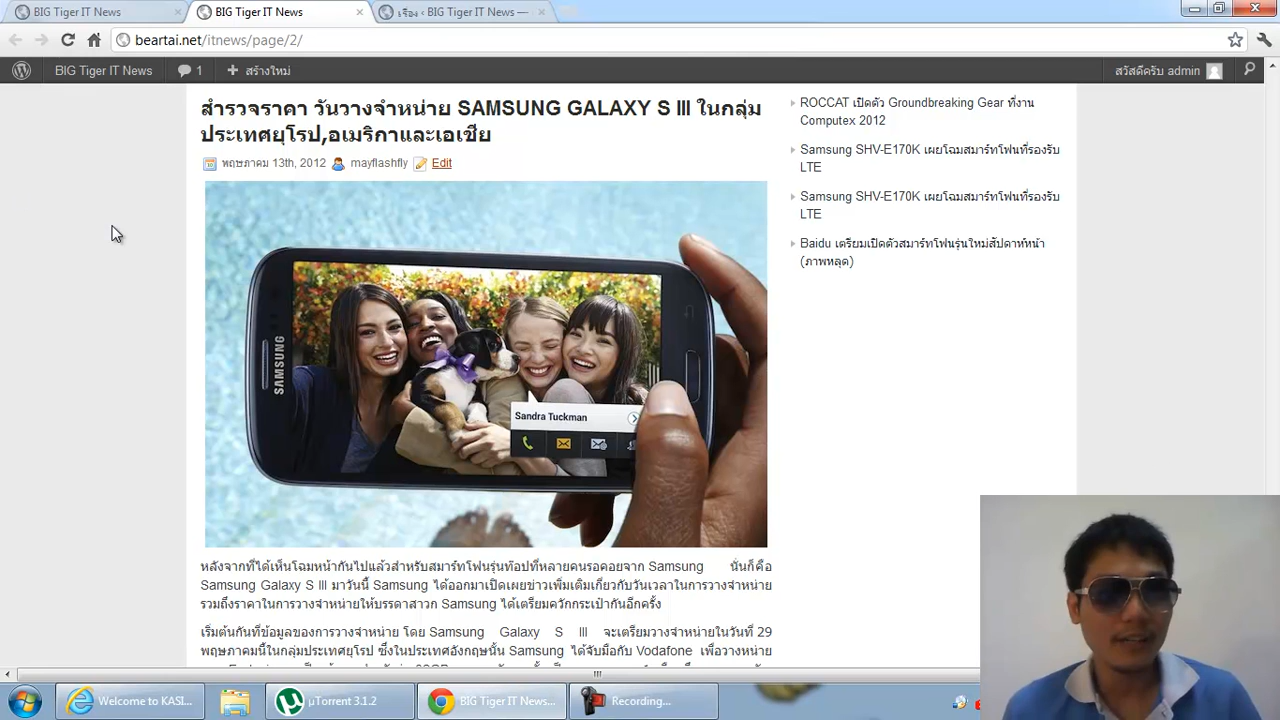 BIG Tiger IT News
BIG Tiger IT News
เรื่อง ‹ BIG Tiger IT News —
beartai.net/itnews/page/2/
BIG Tiger IT News
1
สร้างใหม่
สวัสดีครับ admin
สำรวจราคา วันวางจำหน่าย SAMSUNG GALAXY S III ในกลุ่ม
ประเทศยุโรป,อเมริกาและเอเชีย
พฤษภาคม 13th, 2012 mayflashfly Edit
SAMSUNG
Sandra Tuckman
หลังจากที่ได้เห็นโฉมหน้ากันไปแล้วสำหรับสมาร์ทโฟนรุ่นท๊อปที่หลายคนรอคอยจาก Samsung นั่นก็คือ
Samsung Galaxy S III มาวันนี้ Samsung ได้ออกมาเปิดเผยข่าวเพิ่มเติมเกี่ยวกับวันเวลาในการวางจำหน่าย
รวมถึงราคาในการวางจำหน่ายให้บรรดาสาวก Samsung ได้เตรียมควักกระเป๋ากันอีกครั้ง
เริ่มต้นกันที่ข้อมูลของการวางจำหน่าย โดย Samsung Galaxy S III จะเตรียมวางจำหน่ายในวันที่ 29
พฤษภาคมนี้ในกลุ่มประเทศยุโรป ซึ่งในประเทศอังกฤษนั้น Samsung ได้จับมือกับ Vodafone เพื่อวางหน่าย
ROCCAT เปิดตัว Groundbreaking Gear ที่งาน
Computex 2012
Samsung SHV-E170K เผยโฉมสมาร์ทโฟนที่รองรับ
LTE
Samsung SHV-E170K เผยโฉมสมาร์ทโฟนที่รองรับ
LTE
Baidu เตรียมเปิดตัวสมาร์ทโฟนรุ่นใหม่สัปดาห์หน้า
(ภาพหลุด)
Welcome to KASI...
µTorrent 3.1.2
BIG Tiger IT News...
Recording...